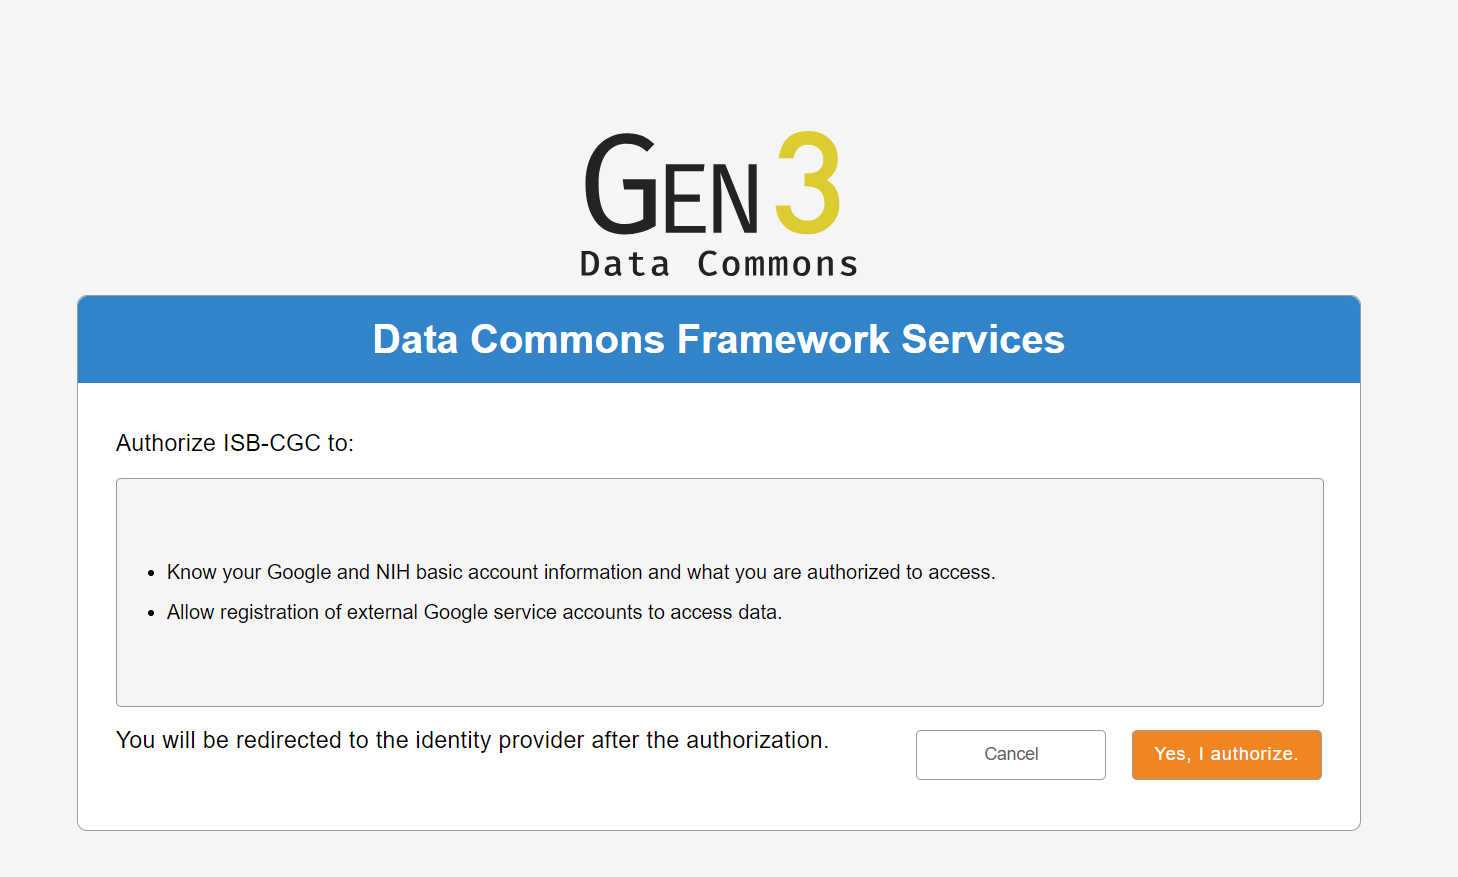 GEN3
Data Commons
Data Commons Framework Services
Authorize ISB-CGC to:
• Know your Google and NIH basic account information and what you are authorized to access.
• Allow registration of external Google service accounts to access data.
You will be redirected to the identity provider after the authorization.
Cancel
Yes, I authorize.